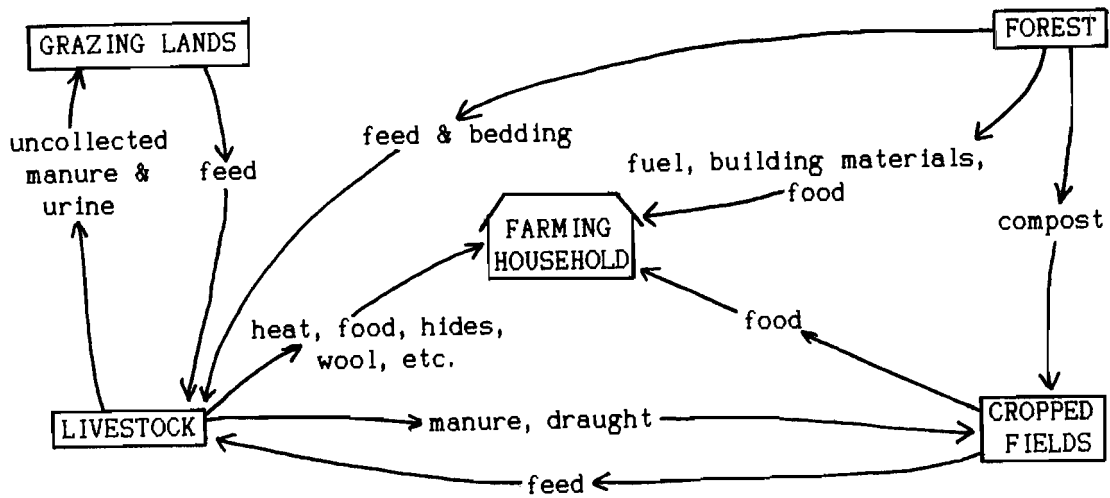 GRAZING LANDS
FOREST
uncollected
manure &
urine
feed
feed & bedding
fuel, building materials,
food
compost
FARMING
HOUSEHOLD
heat, food, hides,
wool, etc.
food
LIVESTOCK
manure, draught
CROPPED
FIELDS
feed